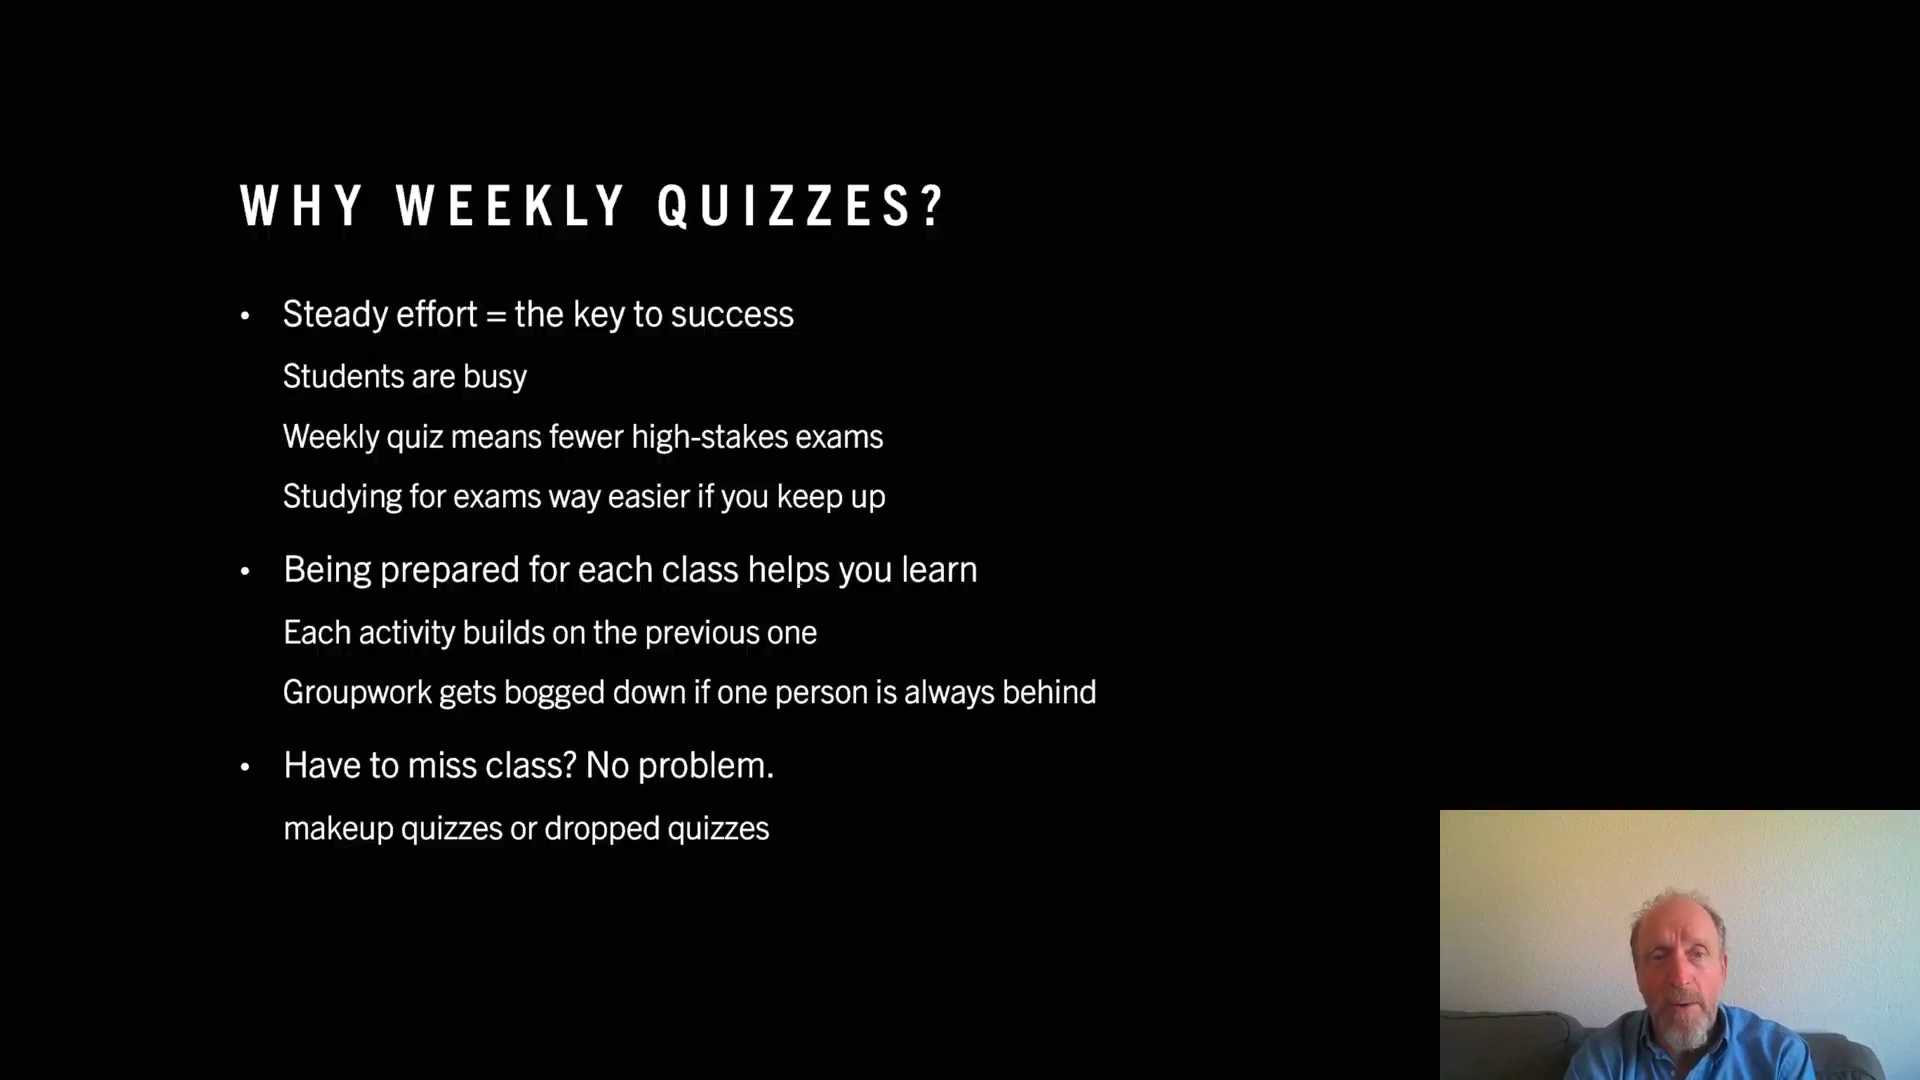 WHY WEEKLY QUIZZES?
• Steady effort = the key to success
Students are busy
Weekly quiz means fewer high-stakes exams
Studying for exams way easier if you keep up
• Being prepared for each class helps you learn
Each activity builds on the previous one
Groupwork gets bogged down if one person is always behind
• Have to miss class? No problem.
makeup quizzes or dropped quizzes